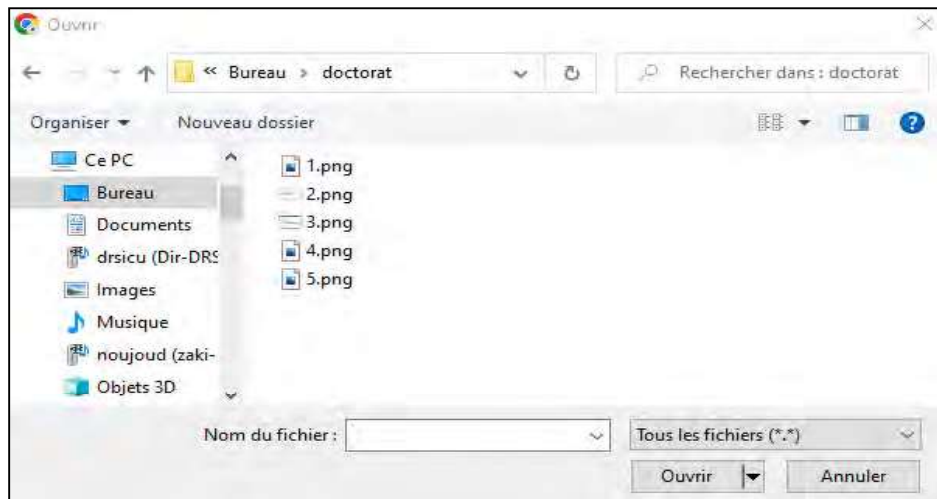 Ouvrir
« Bureau > doctorat
Rechercher dans : doctorat
Organiser
Nouveau dossier
Ce PC
Bureau
Documents
drsicu (Dir-DRS
Images
Musique
noujoud (zaki-
Objets 3D
1.png
2.png
3.png
4.png
5.png
Nom du fichier :
Tous les fichiers (*.*)
Ouvrir
Annuler